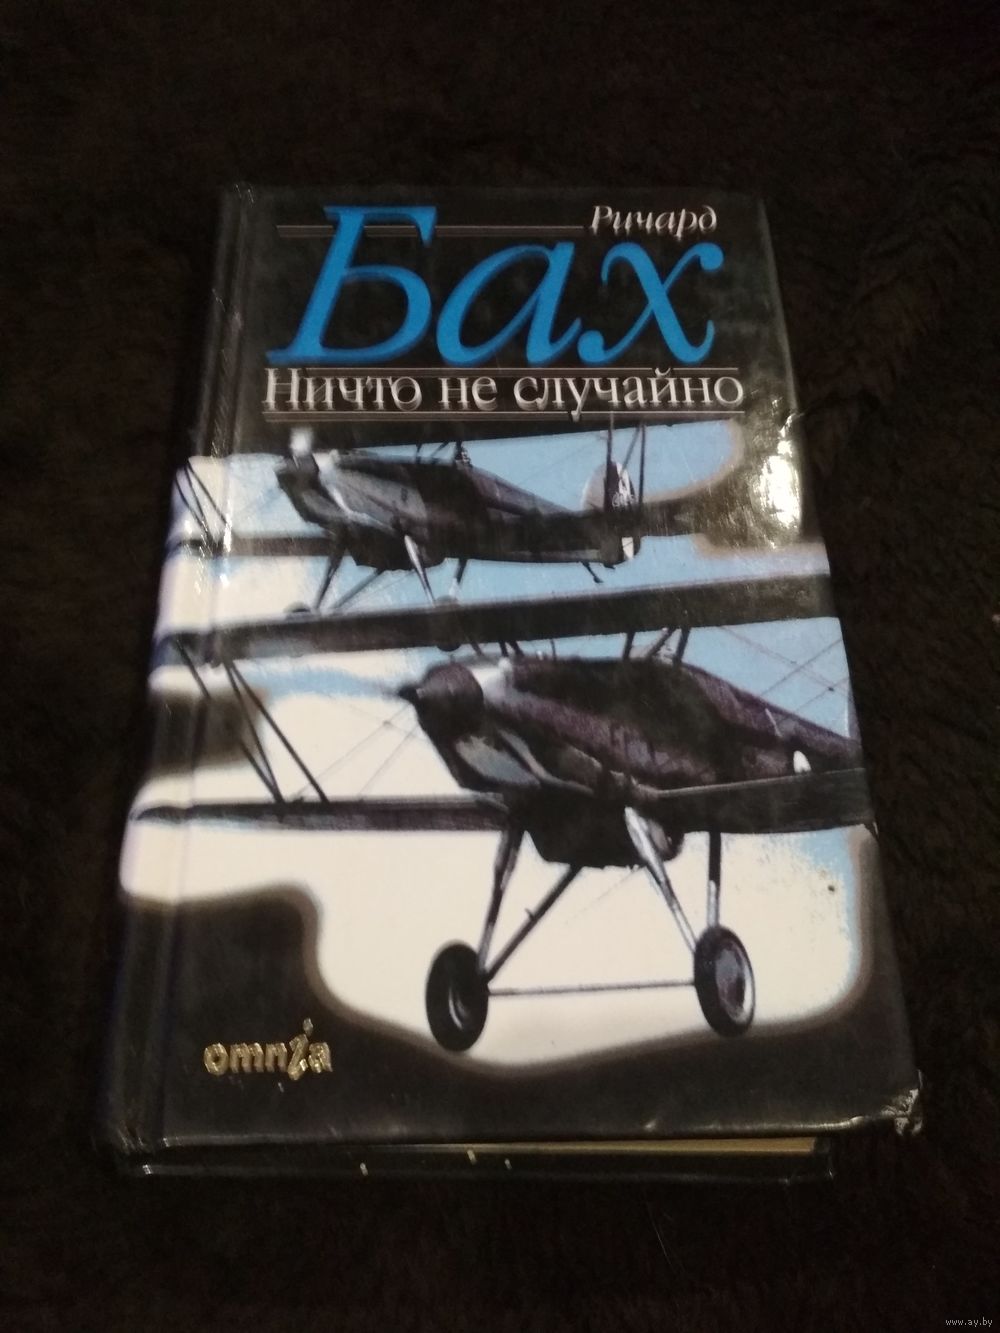 Ричард
Бах
Ничто не случайно
omnia
www.ay.by